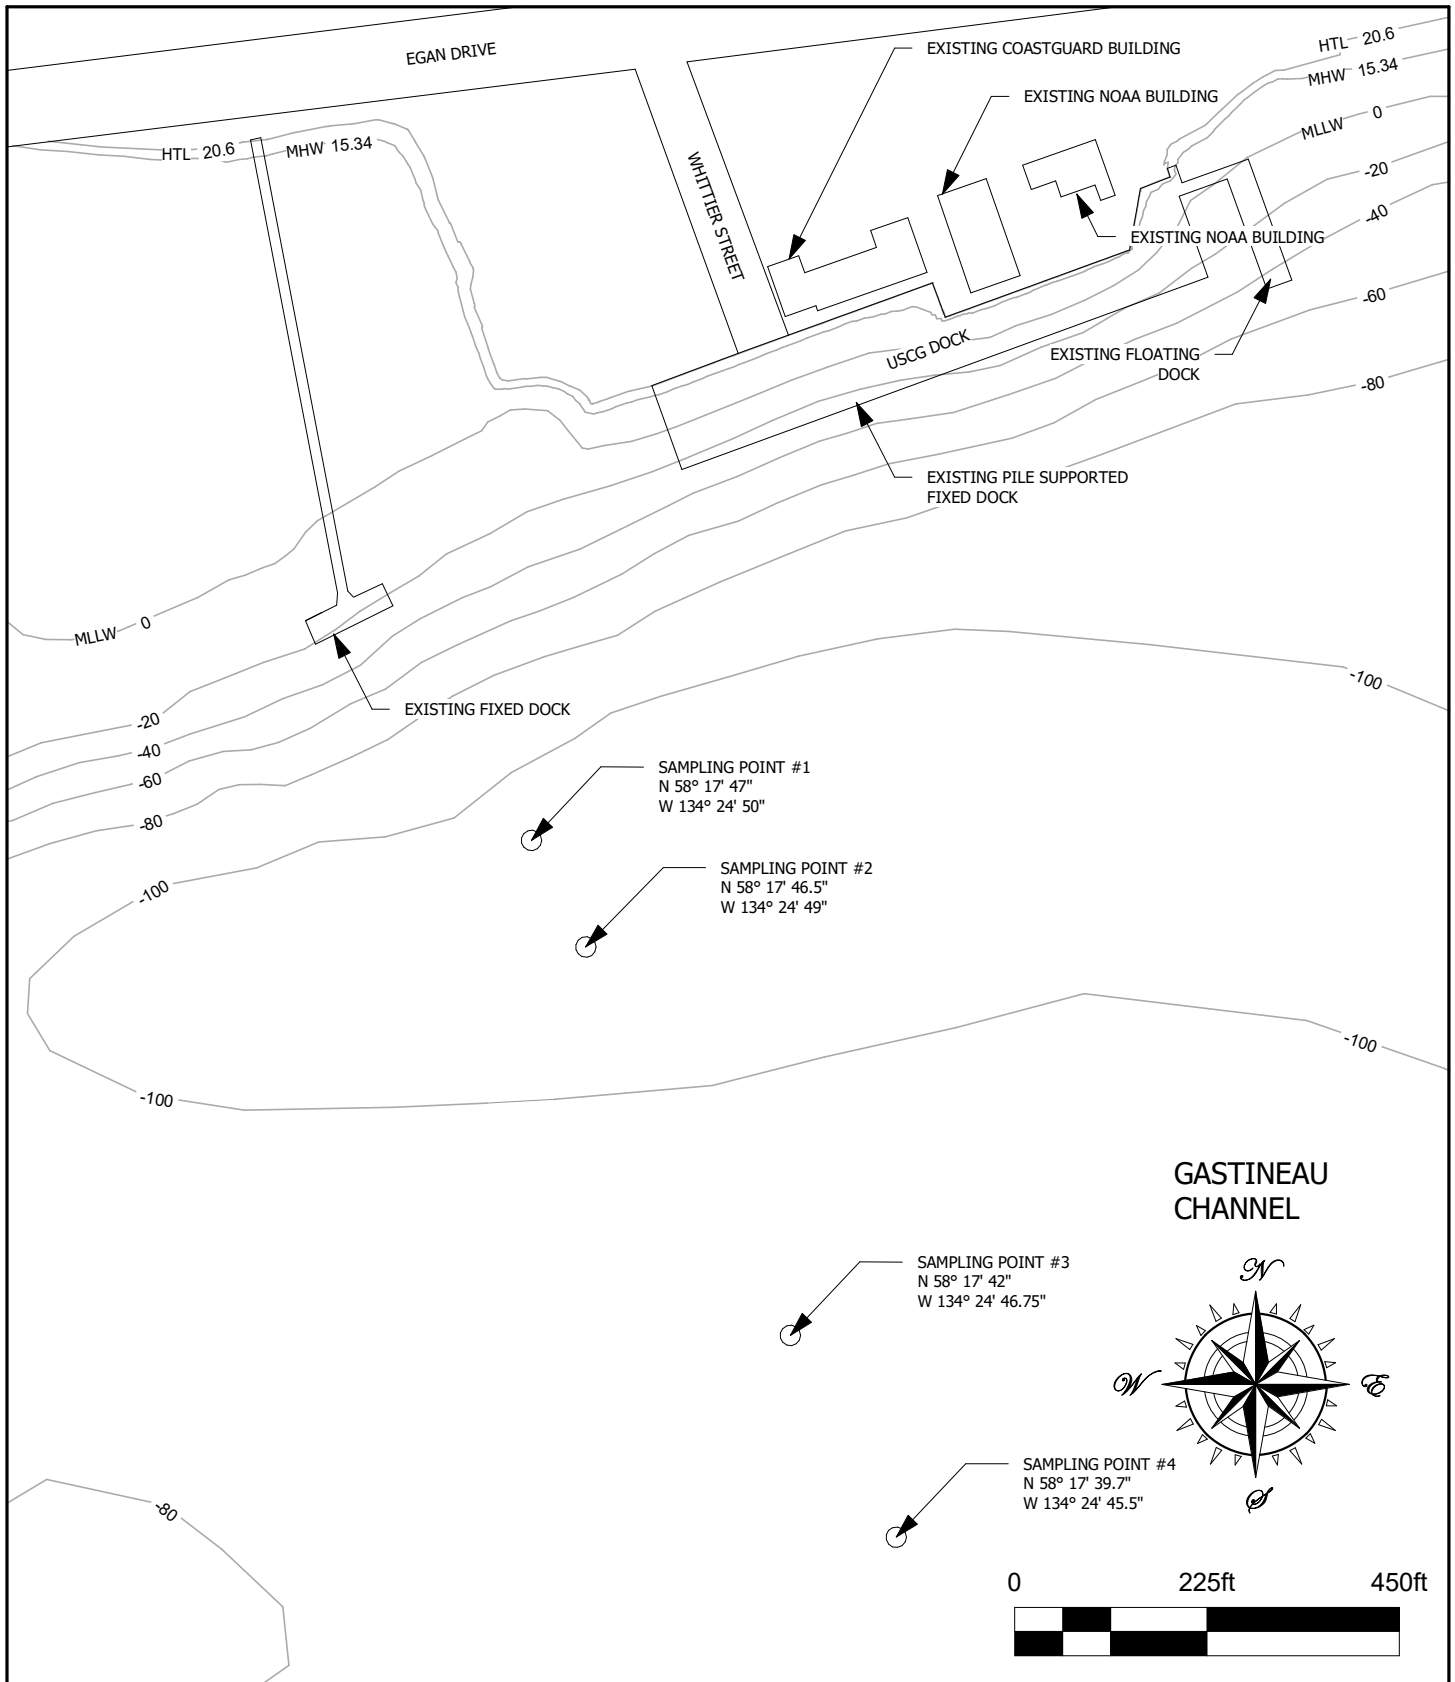 EGAN DRIVE
EXISTING COASTGUARD BUILDING
HTL 20.6
MHW 15.34
EXISTING NOAA BUILDING
MLLW 0
HTL 20.6
MHW 15.34
WHITTIER STREET
-20
-40
EXISTING NOAA BUILDING
-60
USCG DOCK
EXISTING FLOATING
DOCK
-80
EXISTING PILE SUPPORTED
FIXED DOCK
MLLW 0
-100
EXISTING FIXED DOCK
-20
-40
-60
-80
-100
SAMPLING POINT #1
N 58° 17' 47"
W 134° 24' 50"
SAMPLING POINT #2
N 58° 17' 46.5"
W 134° 24' 49"
-100
-100
GASTINEAU
CHANNEL
SAMPLING POINT #3
N 58° 17' 42"
W 134° 24' 46.75"
N
W
E
S
SAMPLING POINT #4
N 58° 17' 39.7"
W 134° 24' 45.5"
-80
0 225ft 450ft